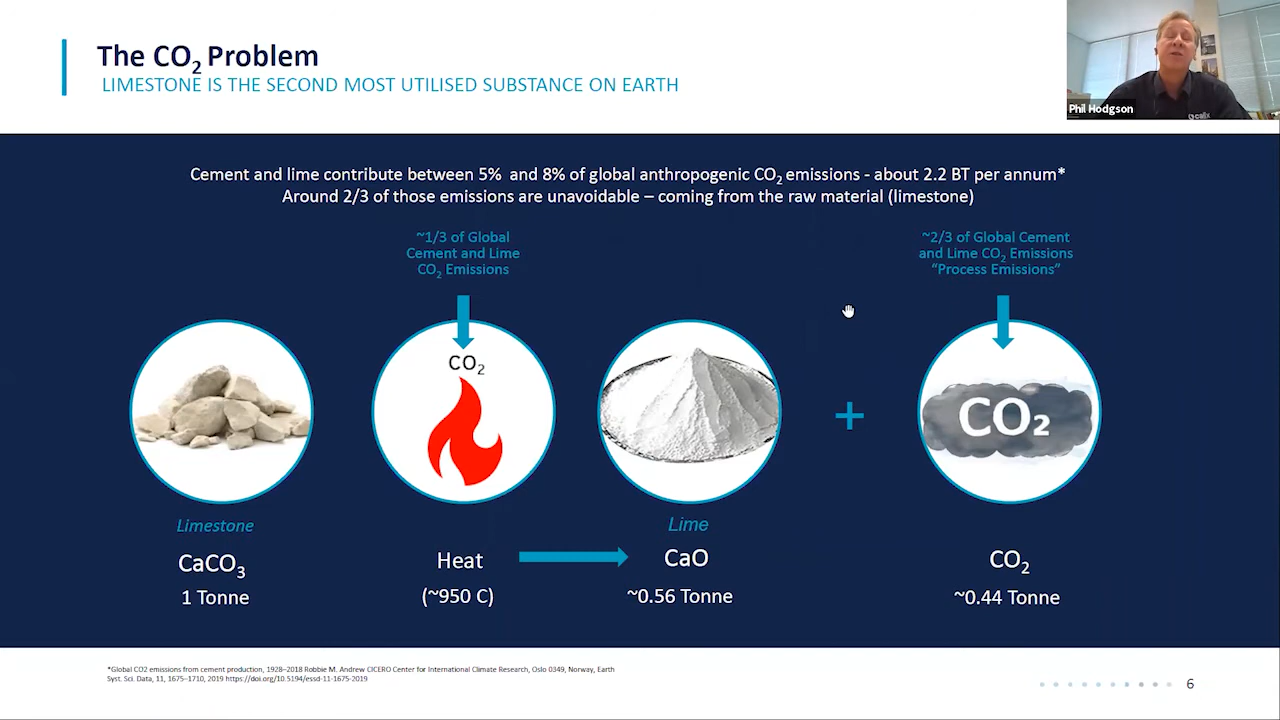 The CO₂ Problem
LIMESTONE IS THE SECOND MOST UTILISED SUBSTANCE ON EARTH
Phil Hodgson
calix
Cement and lime contribute between 5% and 8% of global anthropogenic CO₂ emissions - about 2.2 BT per annum*
Around 2/3 of those emissions are unavoidable – coming from the raw material (limestone)
~1/3 of Global
Cement and Lime
CO₂ Emissions
~2/3 of Global Cement
and Lime CO₂ Emissions
“Process Emissions”
CO₂
CO₂
+
Limestone
Lime
CaCO₃
Heat
CaO
CO₂
1 Tonne
(~950 C)
~0.56 Tonne
~0.44 Tonne
*Global CO2 emissions from cement production, 1928–2018 Robbie M. Andrew CICERO Center for International Climate Research, Oslo 0349, Norway, Earth
Syst. Sci. Data, 11, 1675–1710, 2019 https://doi.org/10.5194/essd-11-1675-2019
6